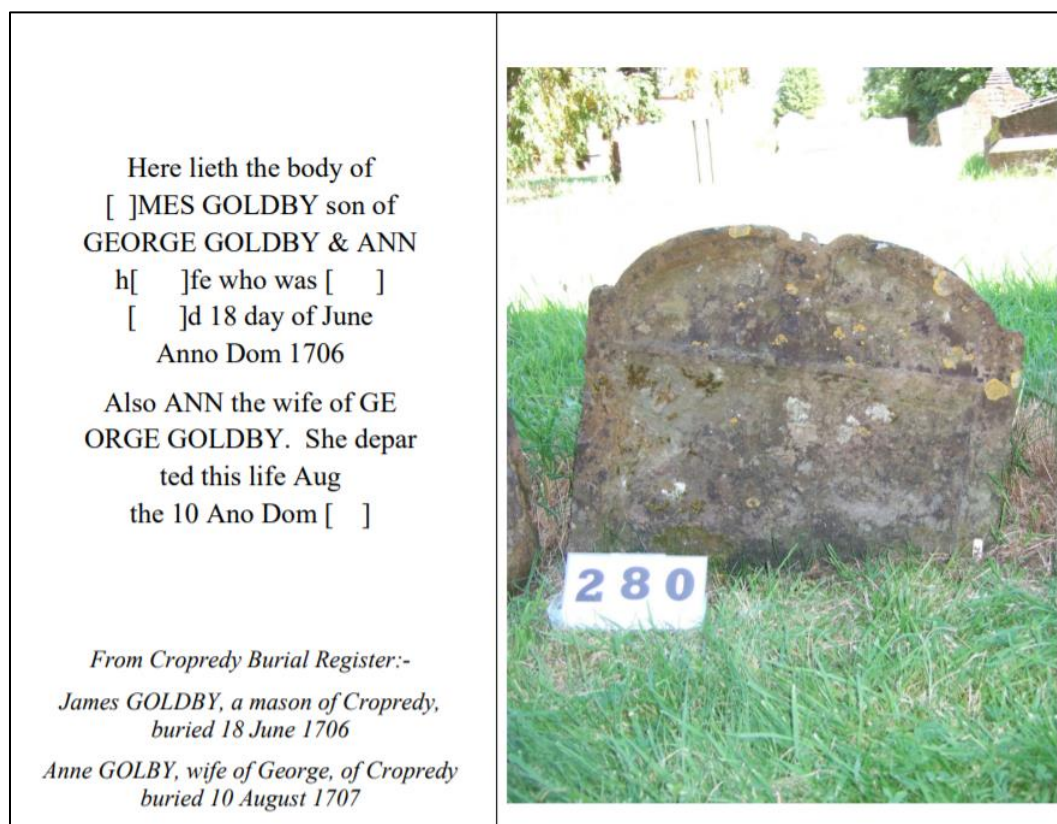 Here lieth the body of
[ ]MES GOLDBY son of
GEORGE GOLDBY & ANN
h[ ]fe who was [ ]
[ ]d 18 day of June
Anno Dom 1706
Also ANN the wife of GE
ORGE GOLDBY. She depar
ted this life Aug
the 10 Ano Dom [ ]
From Cropredy Burial Register:-
James GOLDBY, a mason of Cropredy,
buried 18 June 1706
Anne GOLBY, wife of George, of Cropredy
buried 10 August 1707
280